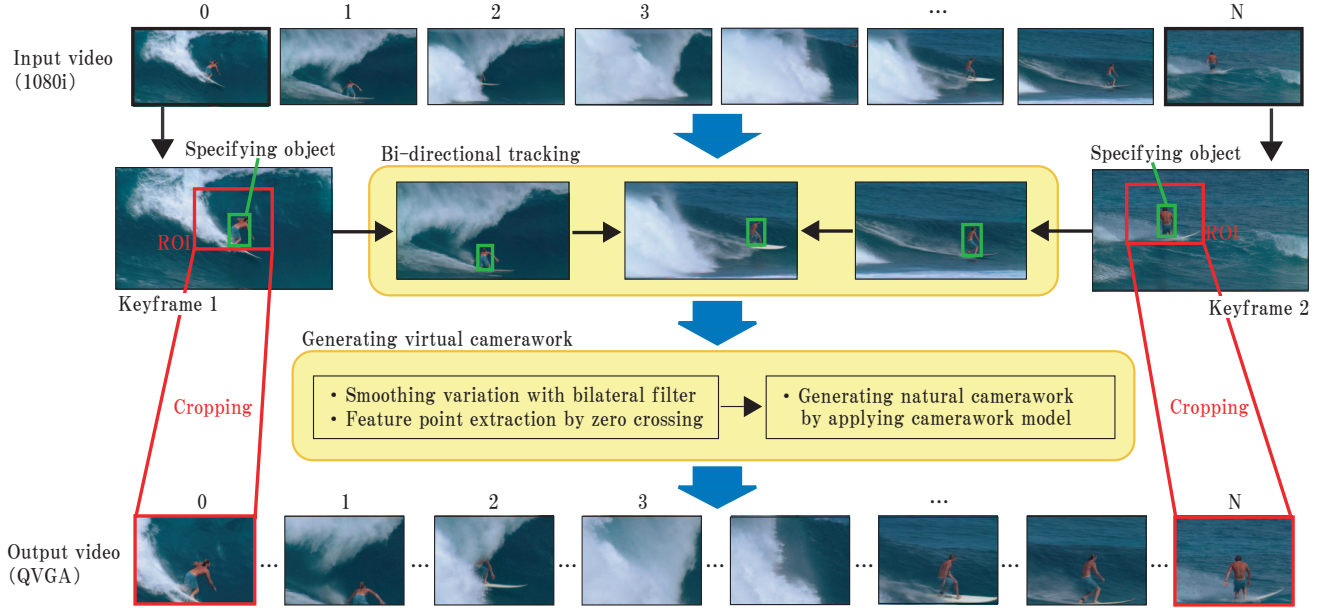 0 1 2 3 ... N
Input video
(1080i)
Specifying object
Bi-directional tracking
Specifying object
ROI
ROI
Keyframe 1
Keyframe 2
Generating virtual camerawork
Cropping
• Smoothing variation with bilateral filter
• Feature point extraction by zero crossing
• Generating natural camerawork
by applying camerawork model
Cropping
0 1 2 3 ... N
Output video
(QVGA)
... ... ... ... ... ... ...